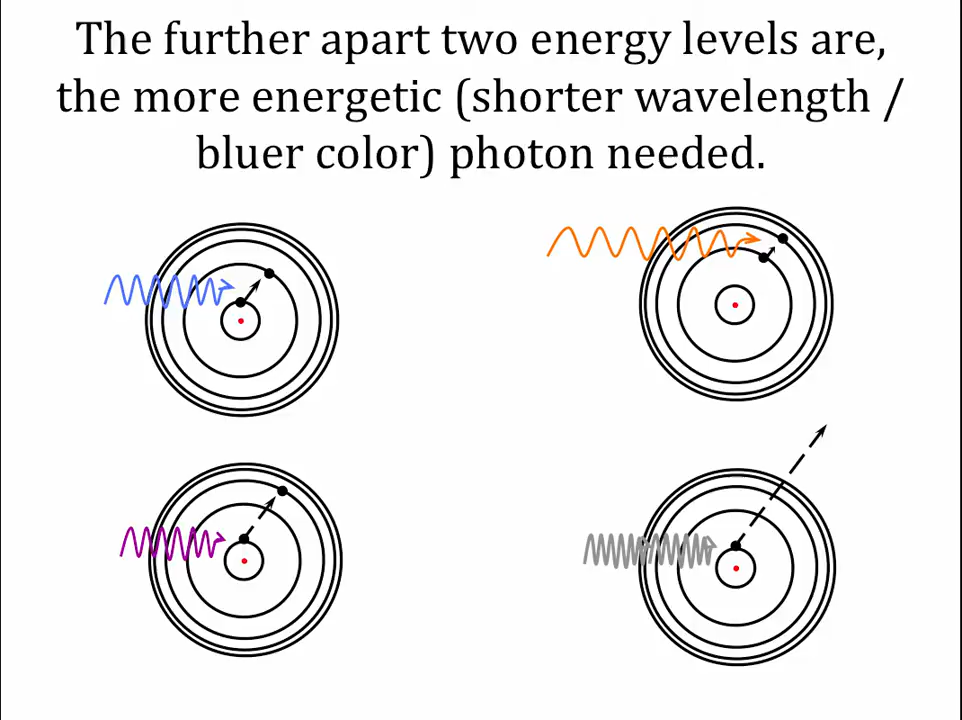 The further apart two energy levels are,
the more energetic (shorter wavelength /
bluer color) photon needed.